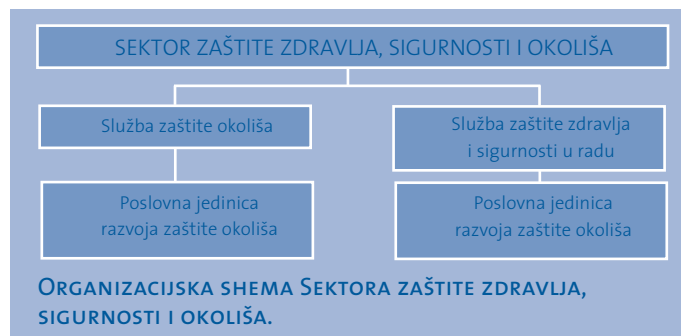 SEKTOR ZAŠTITE ZDRAVLJA, SIGURNOSTI I OKOLIŠA
Služba zaštite okoliša
Služba zaštite zdravlja
i sigurnosti u radu
Poslovna jedinica
razvoja zaštite okoliša
Poslovna jedinica
razvoja zaštite okoliša
ORGANIZACIJSKA SHEMA SEKTORA ZAŠTITE ZDRAVLJA,
SIGURNOSTI I OKOLIŠA.